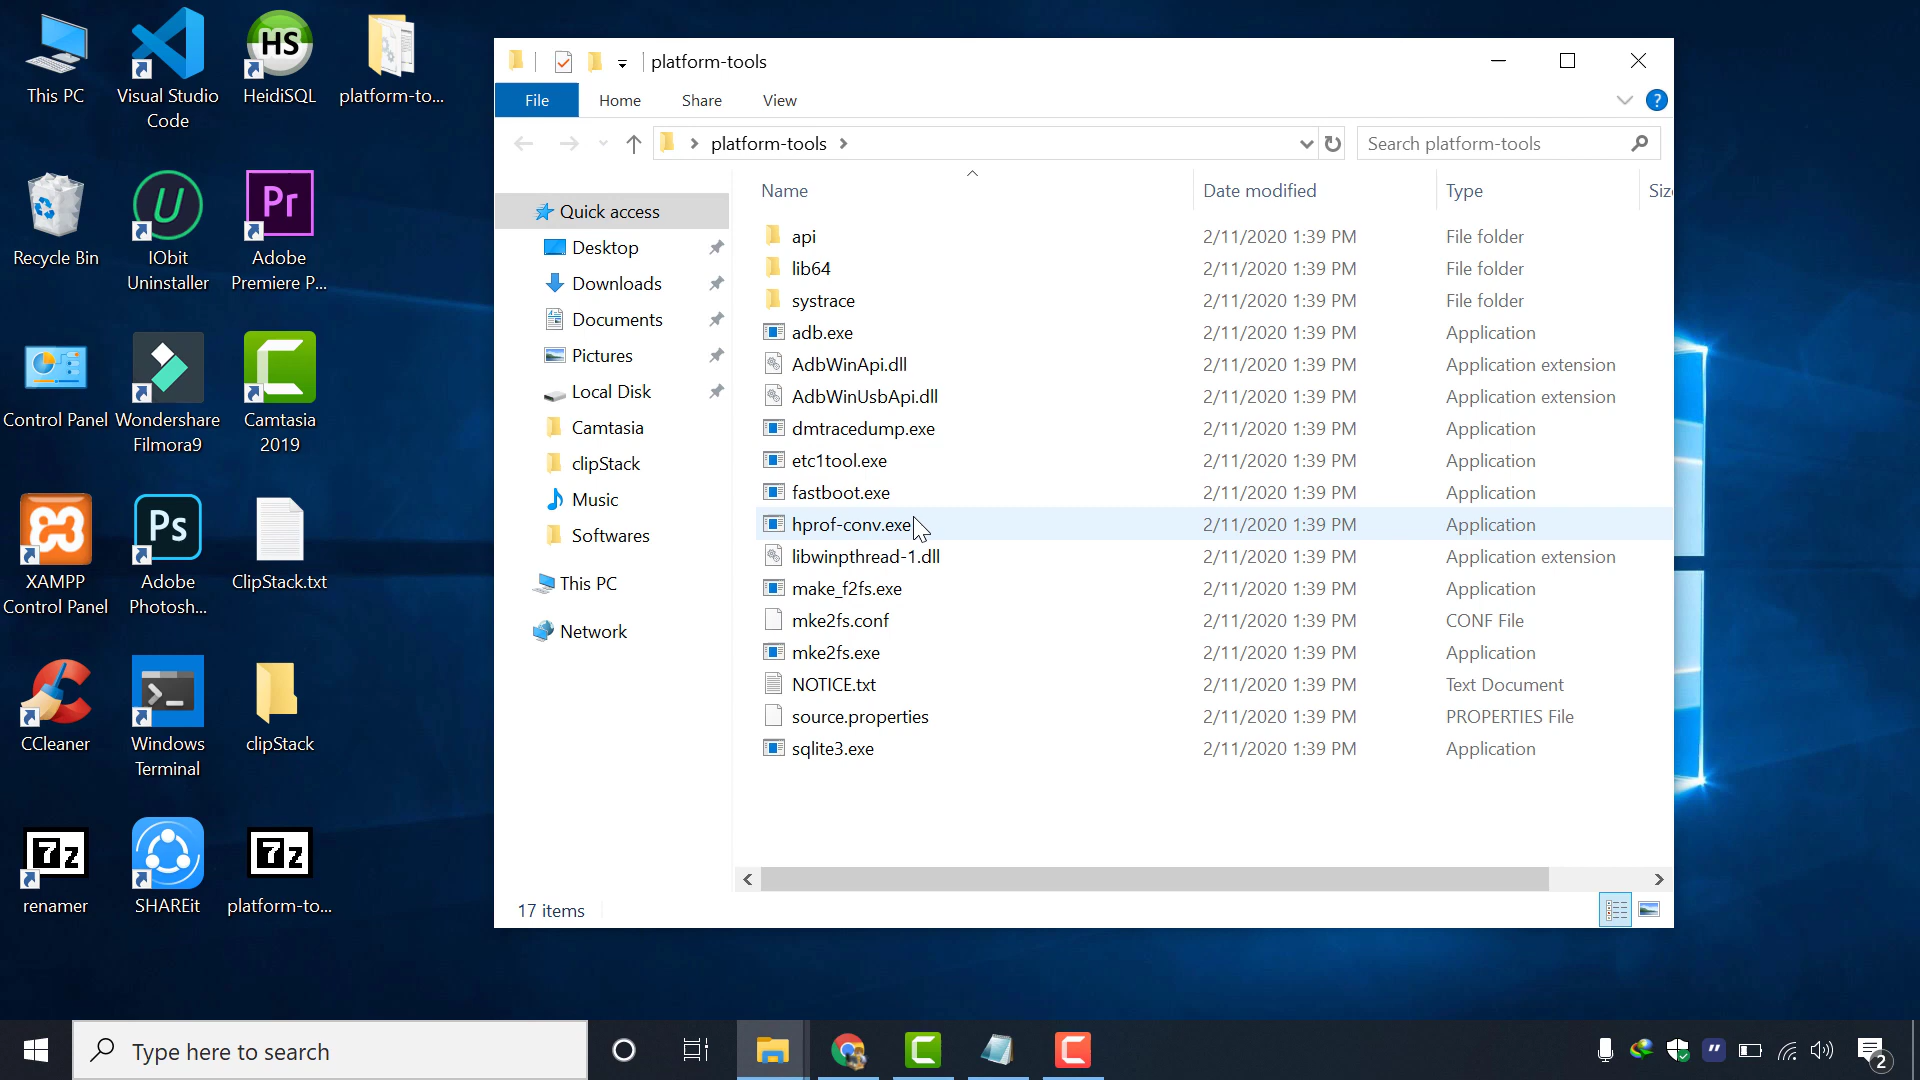 This PC
Visual Studio
Code
HeidiSQL
HS
platform-to...
Recycle Bin
U
IObit
Uninstaller
Pr
Adobe
Premiere P...
Control Panel
Wondershare
Filmora9
Camtasia
2019
XAMPP
Control Panel
Ps
Adobe
Photosh...
ClipStack.txt
CCleaner
Windows
Terminal
clipStack
7z
renamer
SHAREit
7z
platform-to...
platform-tools
File Home Share View
?
platform-tools
Search platform-tools
Quick access
Desktop
Downloads
Documents
Pictures
Local Disk
Camtasia
clipStack
Music
Softwares
This PC
Network
Name Date modified Type Siz
api 2/11/2020 1:39 PM File folder
lib64 2/11/2020 1:39 PM File folder
systrace 2/11/2020 1:39 PM File folder
adb.exe 2/11/2020 1:39 PM Application
AdbWinApi.dll 2/11/2020 1:39 PM Application extension
AdbWinUsbApi.dll 2/11/2020 1:39 PM Application extension
dmtracedump.exe 2/11/2020 1:39 PM Application
etc1tool.exe 2/11/2020 1:39 PM Application
fastboot.exe 2/11/2020 1:39 PM Application
hprof-conv.exe 2/11/2020 1:39 PM Application
libwinpthread-1.dll 2/11/2020 1:39 PM Application extension
make_f2fs.exe 2/11/2020 1:39 PM Application
mke2fs.conf 2/11/2020 1:39 PM CONF File
mke2fs.exe 2/11/2020 1:39 PM Application
NOTICE.txt 2/11/2020 1:39 PM Text Document
source.properties 2/11/2020 1:39 PM PROPERTIES File
sqlite3.exe 2/11/2020 1:39 PM Application
17 items
Type here to search
2